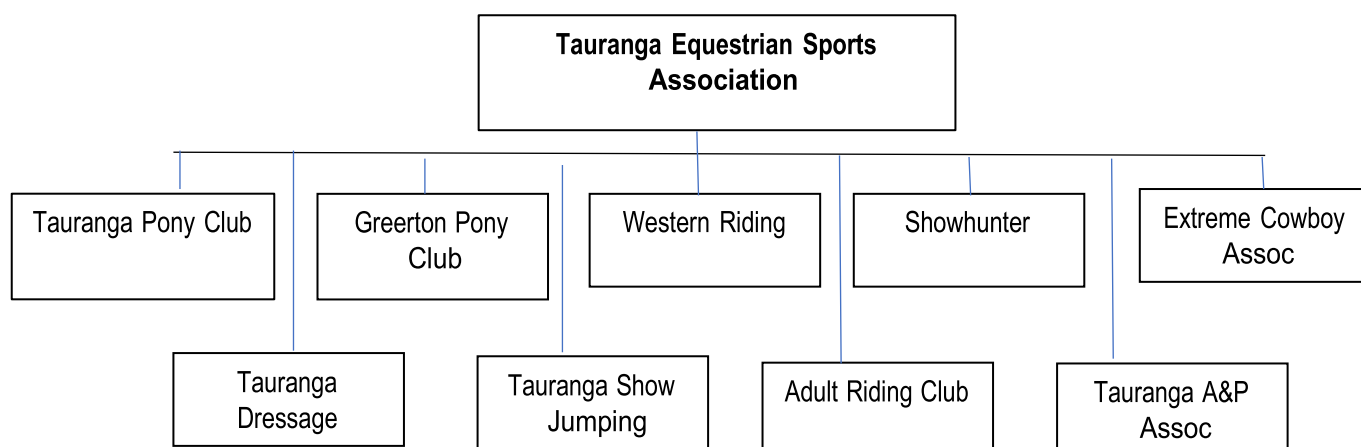 Tauranga Equestrian Sports
Association
Tauranga Pony Club
Greerton Pony
Club
Western Riding
Showhunter
Extreme Cowboy
Assoc
Tauranga
Dressage
Tauranga Show
Jumping
Adult Riding Club
Tauranga A&P
Assoc